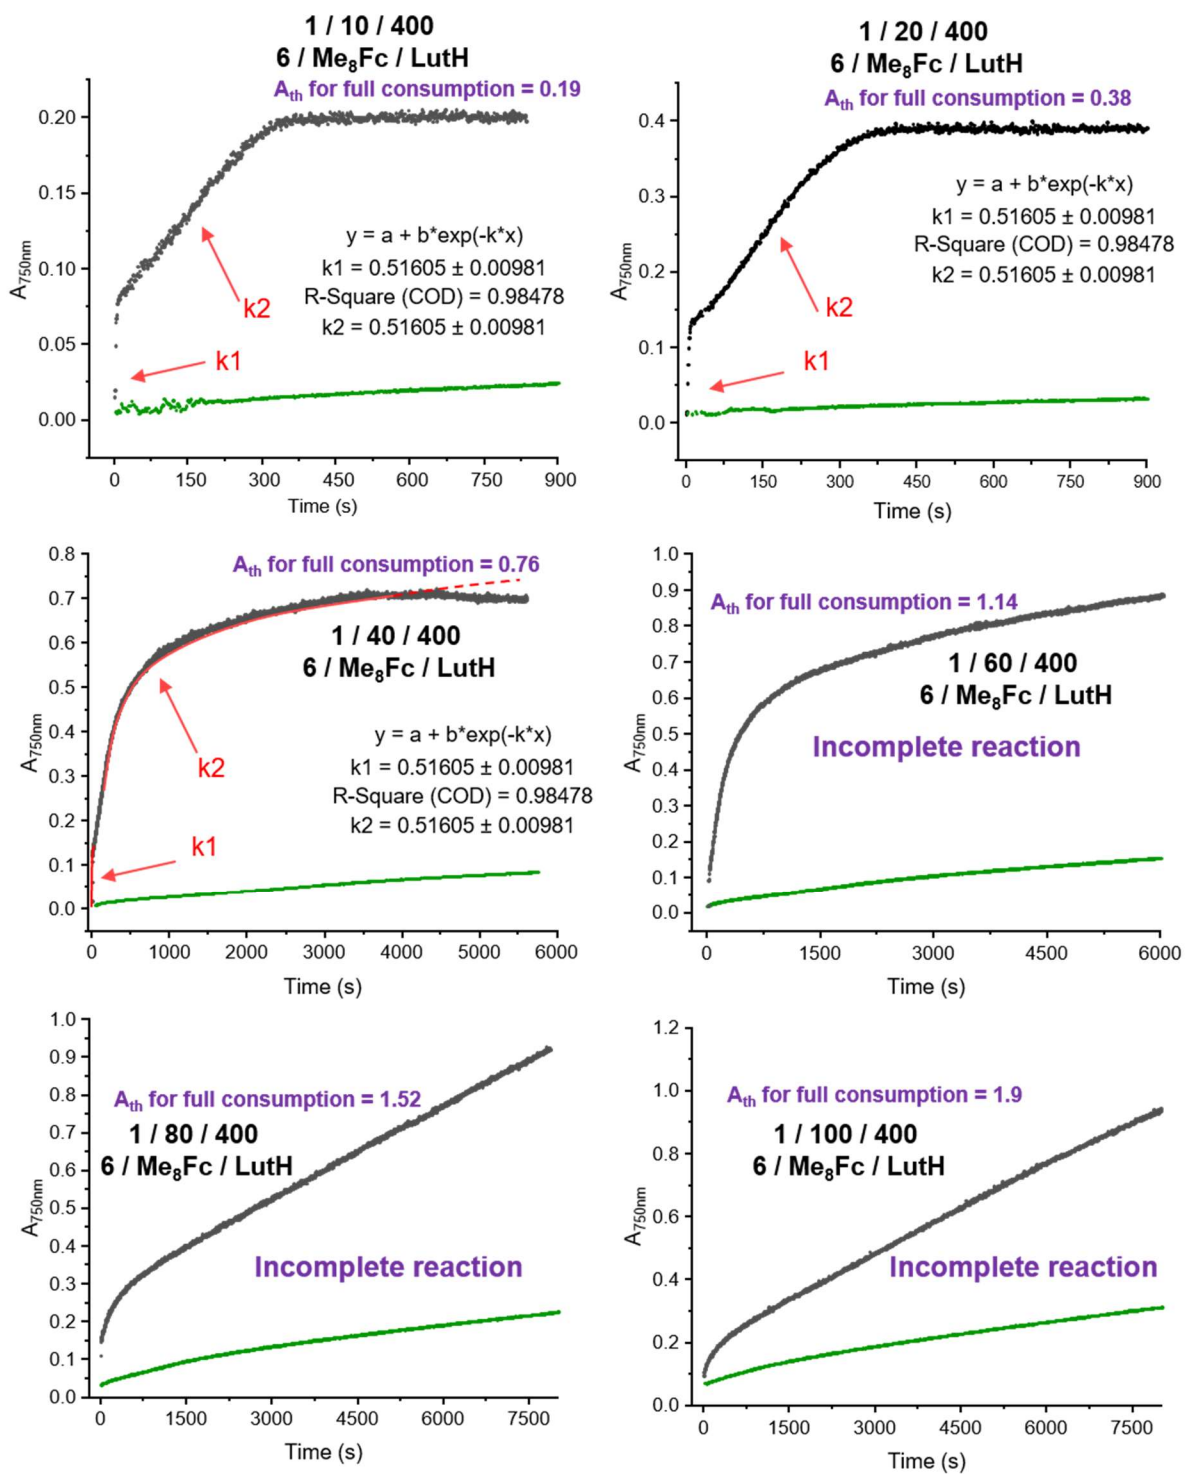 1 / 10 / 400
6 / Me₈Fc / LutH
Aₜₕ for full consumption = 0.19
0.20
0.15
0.10
0.05
0.00
A₇₅₀ₙₘ
y = a + b*exp(-k*x)
k1 = 0.51605 ± 0.00981
R-Square (COD) = 0.98478
k2 = 0.51605 ± 0.00981
k2
k1
0 150 300 450 600 750 900
Time (s)
1 / 20 / 400
6 / Me₈Fc / LutH
Aₜₕ for full consumption = 0.38
0.4
0.3
0.2
0.1
0.0
A₇₅₀ₙₘ
y = a + b*exp(-k*x)
k1 = 0.51605 ± 0.00981
R-Square (COD) = 0.98478
k2 = 0.51605 ± 0.00981
k2
k1
0 150 300 450 600 750 900
Time (s)
0.8
0.7
0.6
0.5
0.4
0.3
0.2
0.1
0.0
A₇₅₀ₙₘ
Aₜₕ for full consumption = 0.76
1 / 40 / 400
6 / Me₈Fc / LutH
y = a + b*exp(-k*x)
k1 = 0.51605 ± 0.00981
R-Square (COD) = 0.98478
k2 = 0.51605 ± 0.00981
k2
k1
0 1000 2000 3000 4000 5000 6000
Time (s)
1.0
0.9
0.8
0.7
0.6
0.5
0.4
0.3
0.2
0.1
0.0
A₇₅₀ₙₘ
Aₜₕ for full consumption = 1.14
1 / 60 / 400
6 / Me₈Fc / LutH
Incomplete reaction
0 1500 3000 4500 6000
Time (s)
1.0
0.9
0.8
0.7
0.6
0.5
0.4
0.3
0.2
0.1
0.0
A₇₅₀ₙₘ
Aₜₕ for full consumption = 1.52
1 / 80 / 400
6 / Me₈Fc / LutH
Incomplete reaction
0 1500 3000 4500 6000 7500
Time (s)
1.2
1.0
0.8
0.6
0.4
0.2
0.0
A₇₅₀ₙₘ
Aₜₕ for full consumption = 1.9
1 / 100 / 400
6 / Me₈Fc / LutH
Incomplete reaction
0 1500 3000 4500 6000 7500
Time (s)